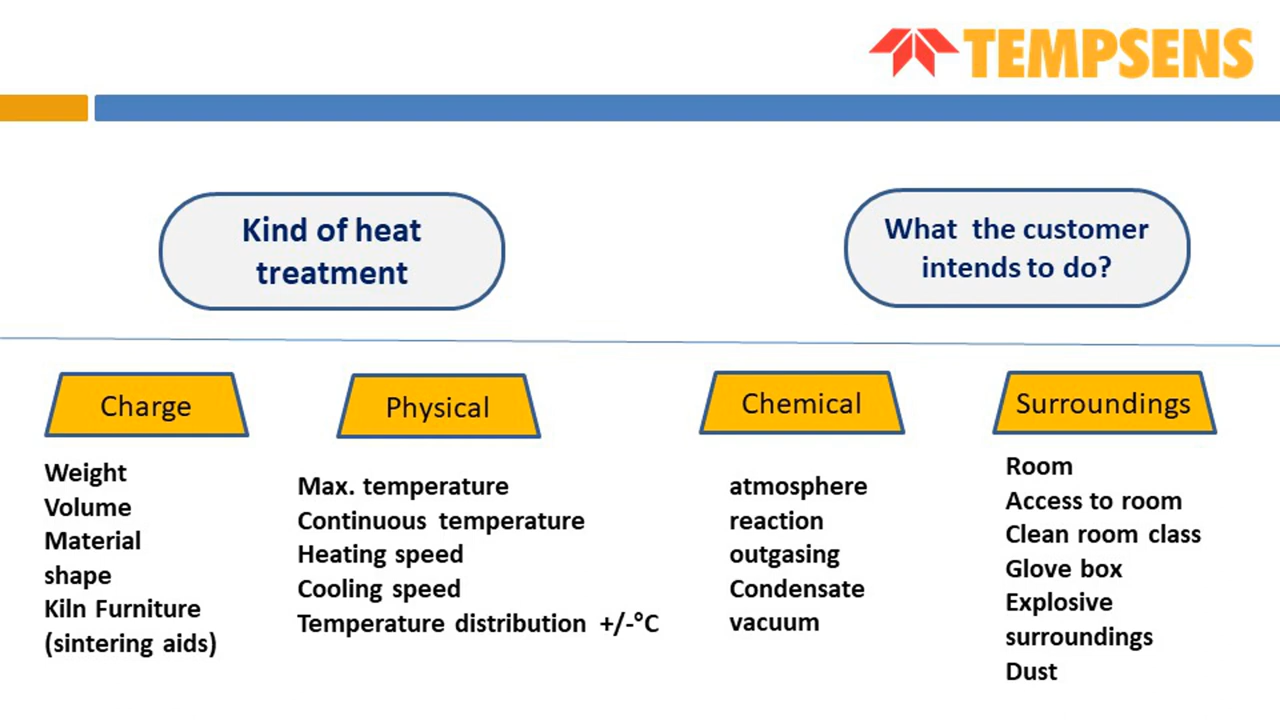 TEMPSENS
Kind of heat
treatment
What the customer
intends to do?
Charge
Weight
Volume
Material
shape
Kiln Furniture
(sintering aids)
Physical
Max. temperature
Continuous temperature
Heating speed
Cooling speed
Temperature distribution +/-°C
Chemical
atmosphere
reaction
outgasing
Condensate
vacuum
Surroundings
Room
Access to room
Clean room class
Glove box
Explosive
surroundings
Dust